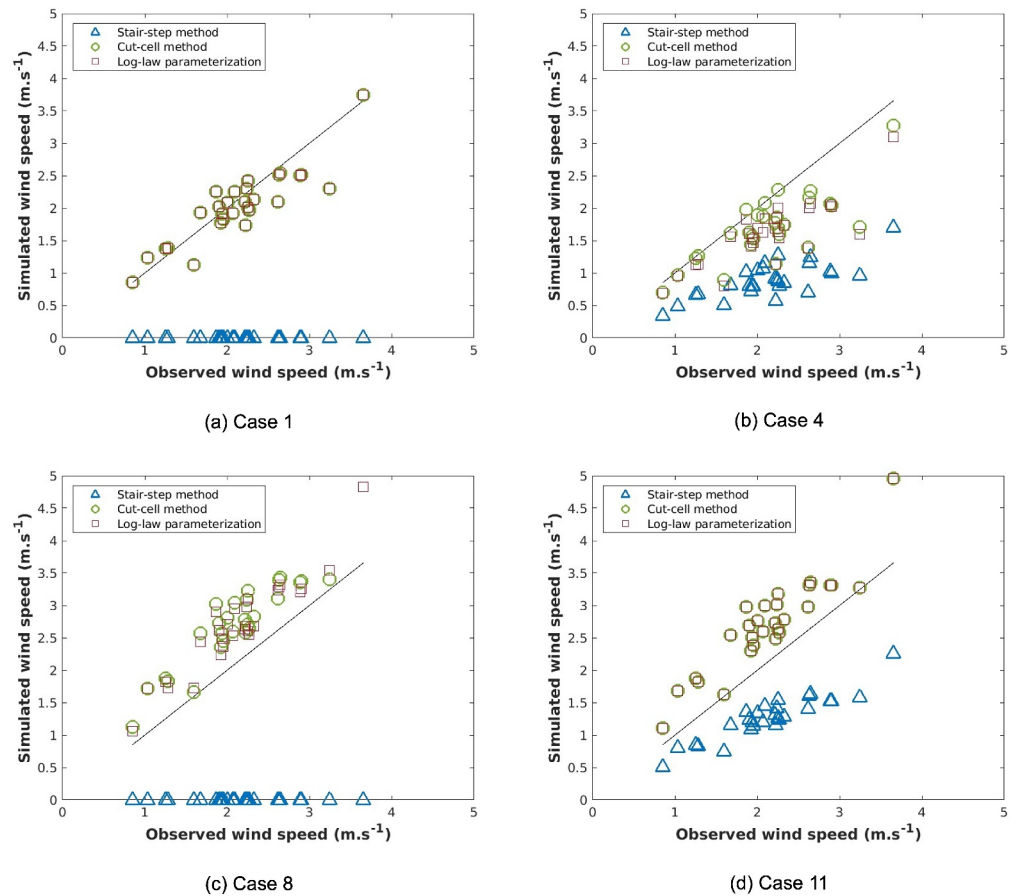 5
4.5
4
3.5
3
2.5
2
1.5
1
0.5
0
Simulated wind speed (m.s-1)
Stair-step method
Cut-cell method
Log-law parameterization
0 1 2 3 4 5
Observed wind speed (m.s-1)
(a) Case 1
5
4.5
4
3.5
3
2.5
2
1.5
1
0.5
0
Simulated wind speed (m.s-1)
Stair-step method
Cut-cell method
Log-law parameterization
0 1 2 3 4 5
Observed wind speed (m.s-1)
(b) Case 4
5
4.5
4
3.5
3
2.5
2
1.5
1
0.5
0
Simulated wind speed (m.s-1)
Stair-step method
Cut-cell method
Log-law parameterization
0 1 2 3 4 5
Observed wind speed (m.s-1)
(c) Case 8
5
4.5
4
3.5
3
2.5
2
1.5
1
0.5
0
Simulated wind speed (m.s-1)
Stair-step method
Cut-cell method
Log-law parameterization
0 1 2 3 4 5
Observed wind speed (m.s-1)
(d) Case 11